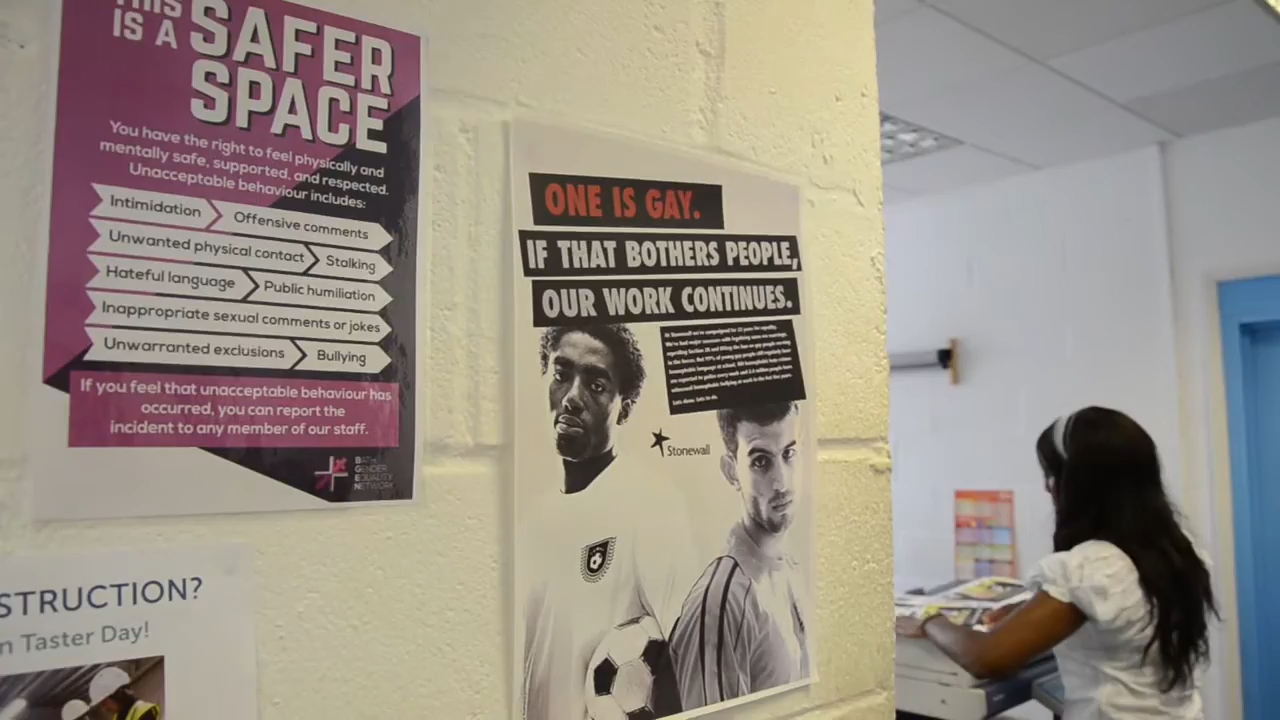 THIS
IS A SAFER
SPACE
You have the right to feel physically and
mentally safe, supported, and respected.
Unacceptable behaviour includes:
Intimidation Offensive comments
Unwanted physical contact Stalking
Hateful language Public humiliation
Inappropriate sexual comments or jokes
Unwarranted exclusions Bullying
If you feel that unacceptable behaviour has
occurred, you can report the
incident to any member of our staff.
BATH
GENDER
EQUALITY
NETWORK
STRUCTION?
n Taster Day!
ONE IS GAY.
IF THAT BOTHERS PEOPLE,
OUR WORK CONTINUES.
Stonewall